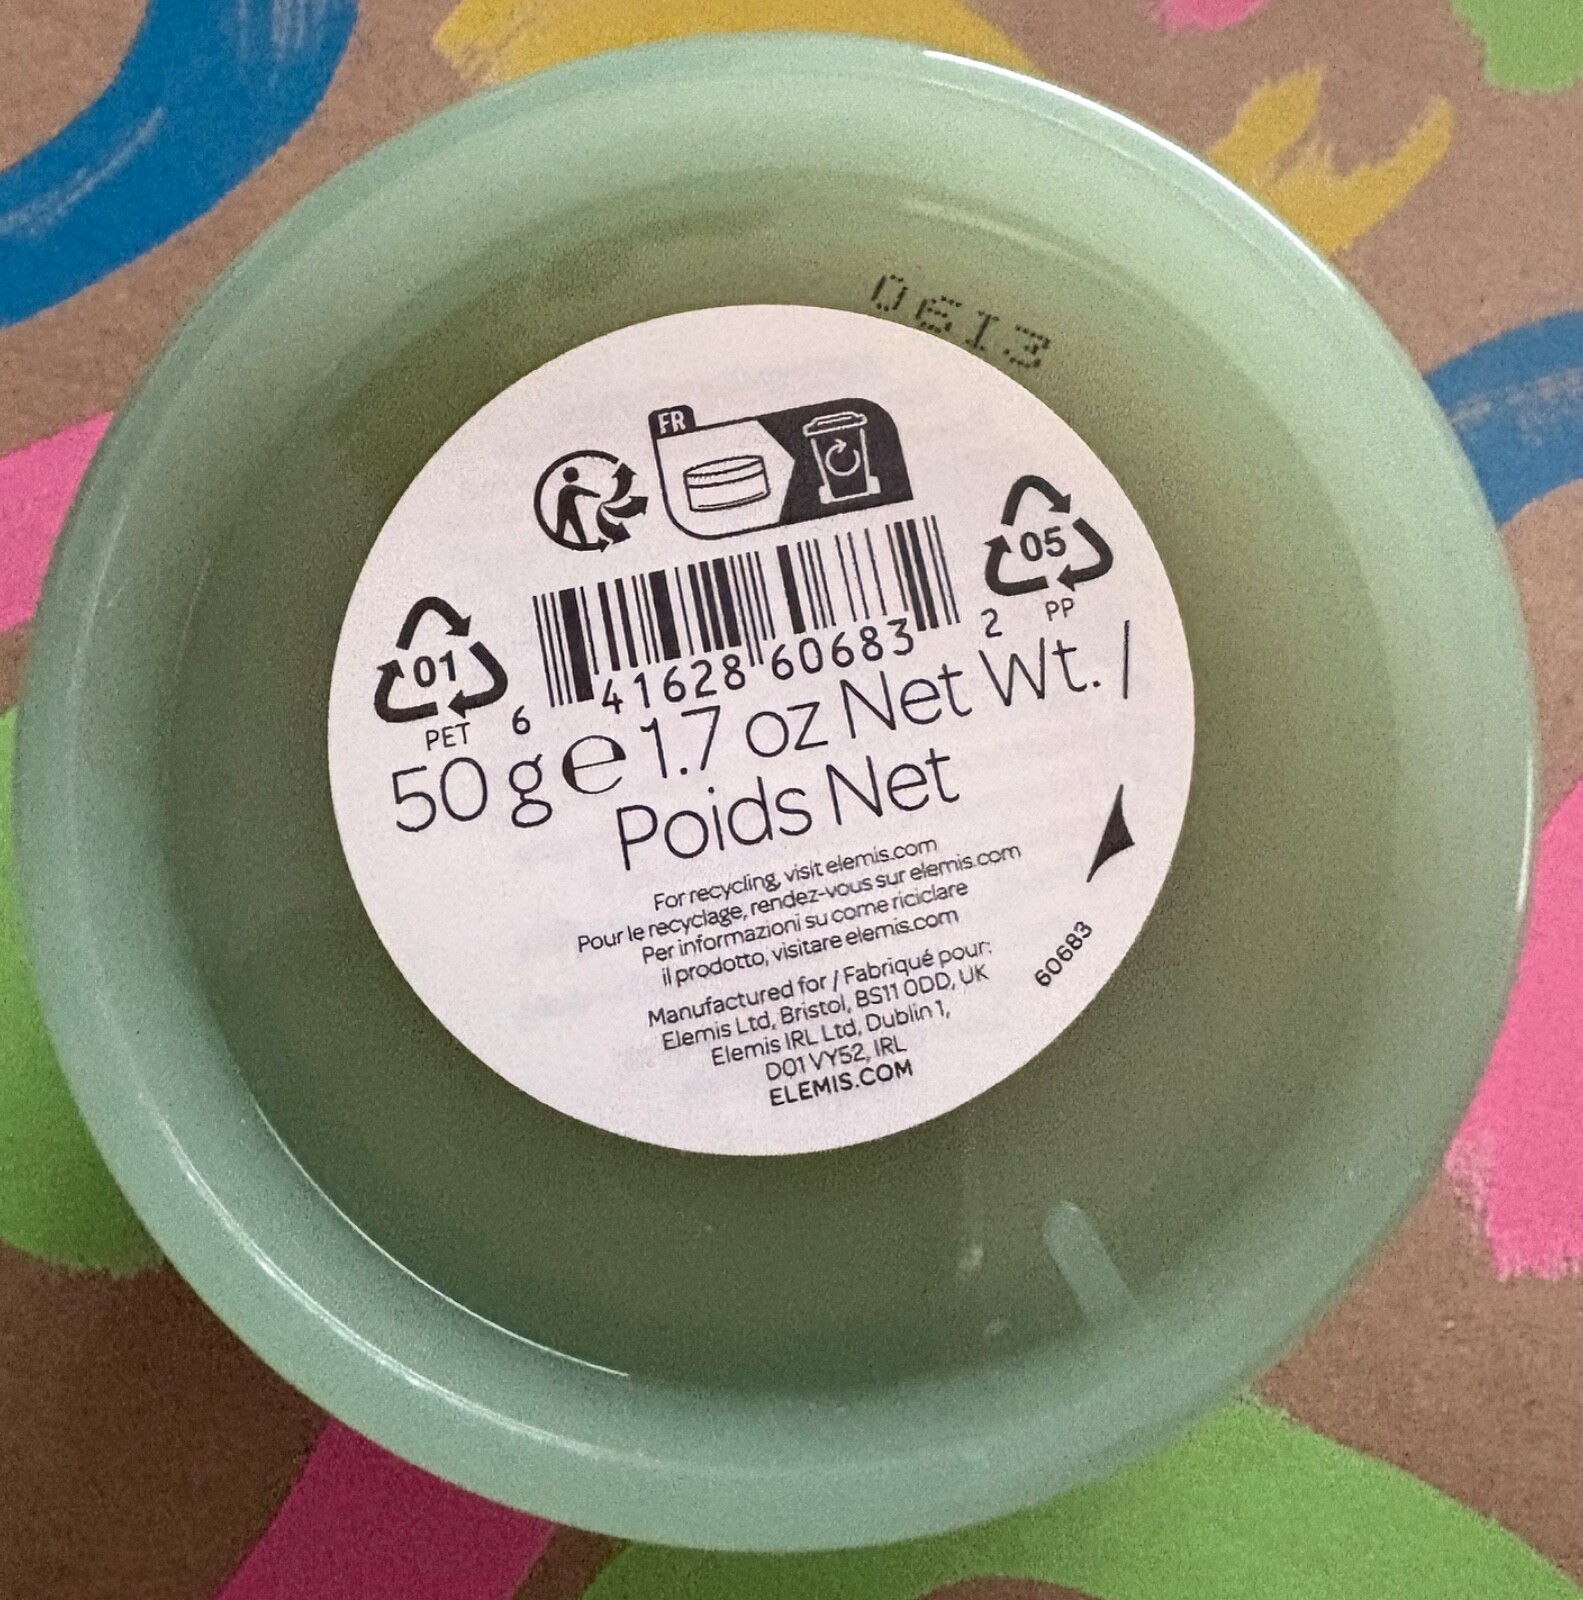 0613
FR
05
PP
01
PET
6 41628 60683 2
50 g e 1.7 oz Net Wt. /
Poids Net
For recycling, visit elemis.com
Pour le recyclage, rendez-vous sur elemis.com
Per informazioni su come riciclare
il prodotto, visitare elemis.com
Manufactured for / Fabriqué pour:
Elemis Ltd, Bristol, BS11 0DD, UK
Elemis IRL Ltd, Dublin 1,
D01 VY52, IRL
ELEMIS.COM
60683